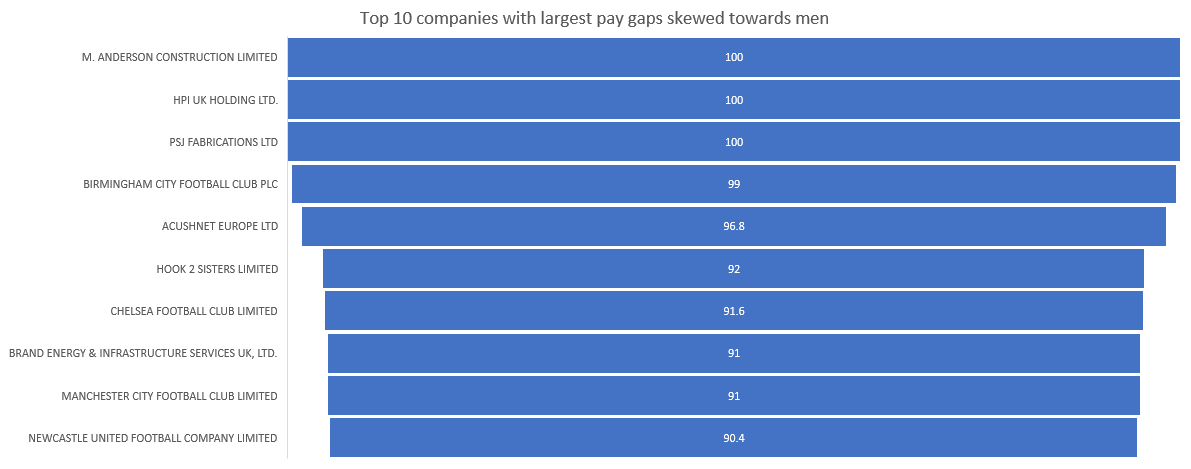 Top 10 companies with largest pay gaps skewed towards men
M. ANDERSON CONSTRUCTION LIMITED 100
HPI UK HOLDING LTD. 100
PSJ FABRICATIONS LTD 100
BIRMINGHAM CITY FOOTBALL CLUB PLC 99
ACUSHNET EUROPE LTD 96.8
HOOK 2 SISTERS LIMITED 92
CHELSEA FOOTBALL CLUB LIMITED 91.6
BRAND ENERGY & INFRASTRUCTURE SERVICES UK, LTD. 91
MANCHESTER CITY FOOTBALL CLUB LIMITED 91
NEWCASTLE UNITED FOOTBALL COMPANY LIMITED 90.4